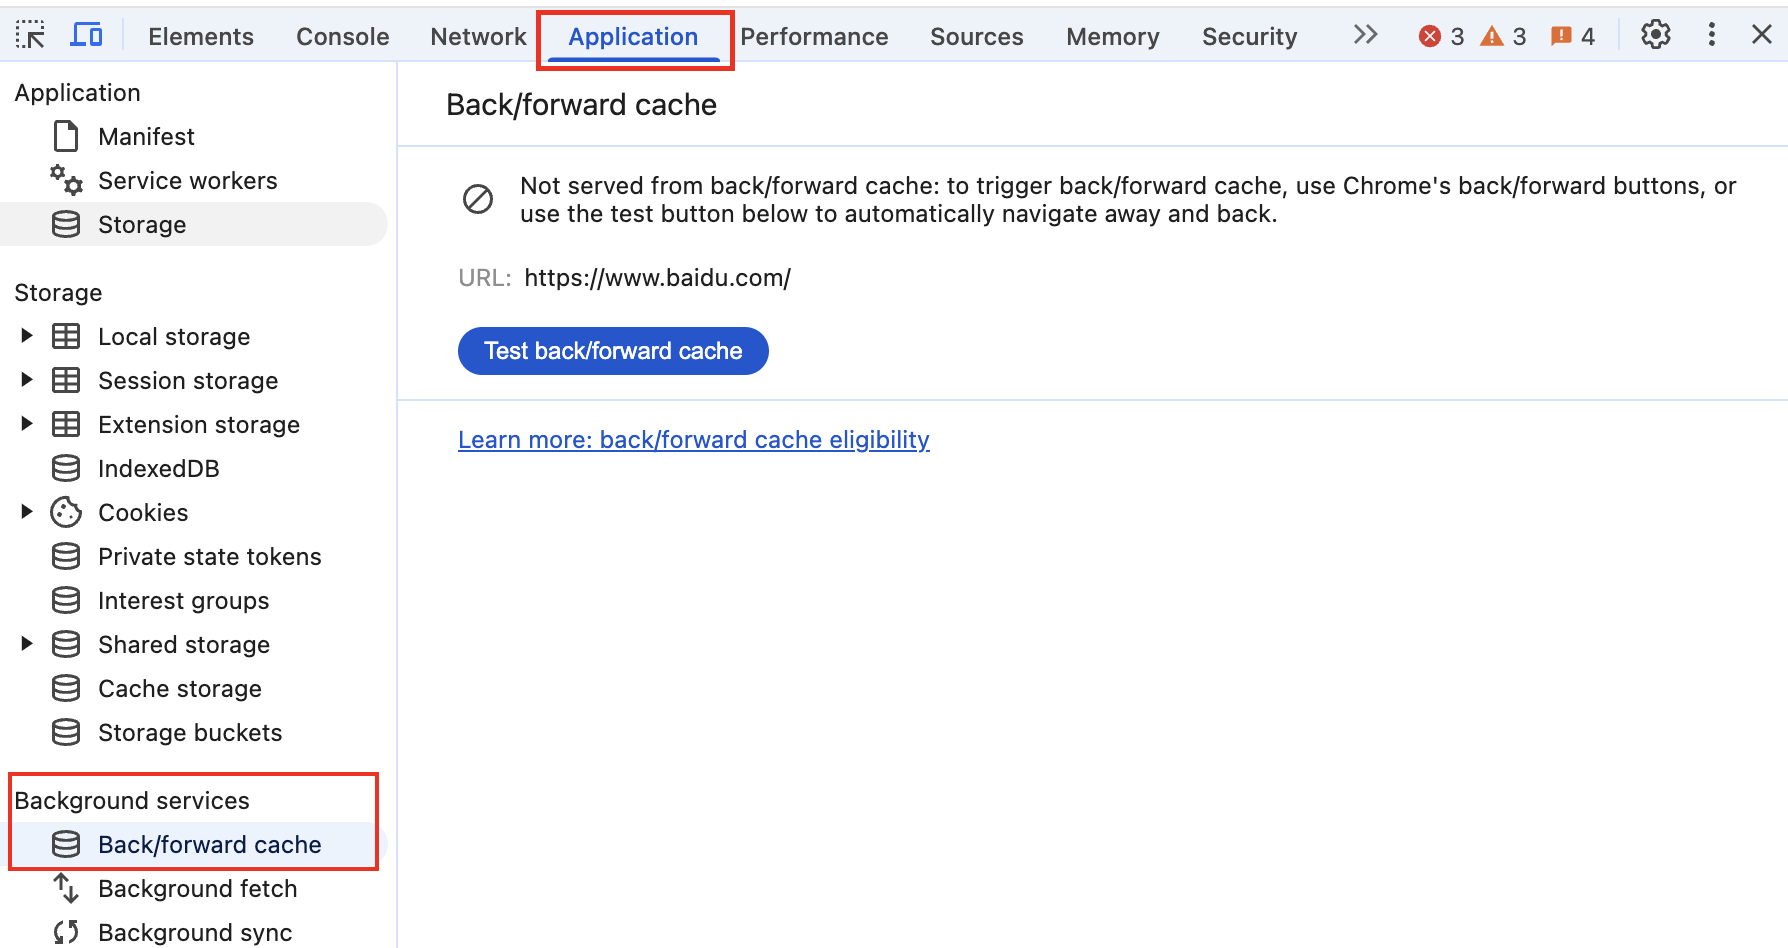 Elements Console Network Application Performance Sources Memory Security 3 3 4
Application
Manifest
Service workers
Storage
Storage
Local storage
Session storage
Extension storage
IndexedDB
Cookies
Private state tokens
Interest groups
Shared storage
Cache storage
Storage buckets
Background services
Back/forward cache
Background fetch
Background sync
Back/forward cache
Not served from back/forward cache: to trigger back/forward cache, use Chrome's back/forward buttons, or
use the test button below to automatically navigate away and back.
URL: https://www.baidu.com/
Test back/forward cache
Learn more: back/forward cache eligibility